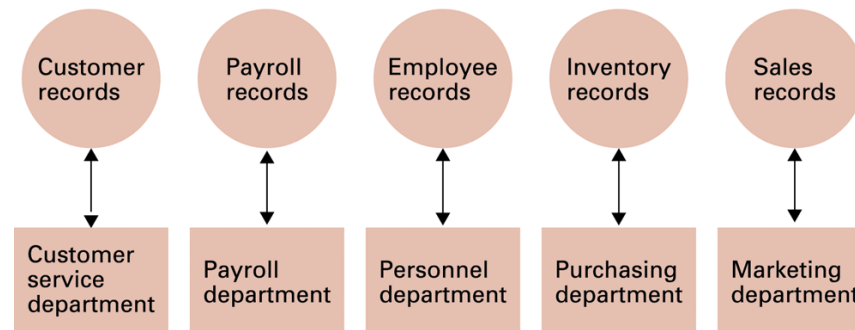 Customer
records
Payroll
records
Employee
records
Inventory
records
Sales
records
Customer
service
department
Payroll
department
Personnel
department
Purchasing
department
Marketing
department